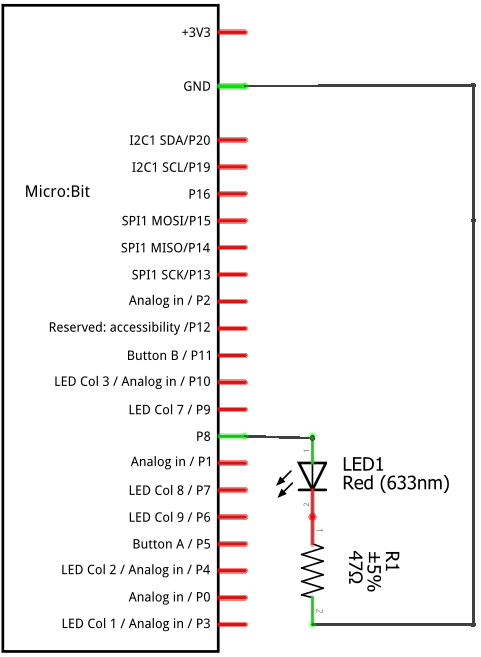 +3V3
GND
I2C1 SDA/P20
I2C1 SCL/P19
P16
Micro:Bit
SPI1 MOSI/P15
SPI1 MISO/P14
SPI1 SCK/P13
Analog in / P2
Reserved: accessibility /P12
Button B / P11
LED Col 3 / Analog in / P10
LED Col 7 / P9
P8
Analog in / P1
LED Col 8 / P7
LED Col 9 / P6
Button A / P5
LED Col 2 / Analog in / P4
Analog in / P0
LED Col 1 / Analog in / P3
1
LED1
Red (633nm)
2
1
R1
±5%
47Ω
2